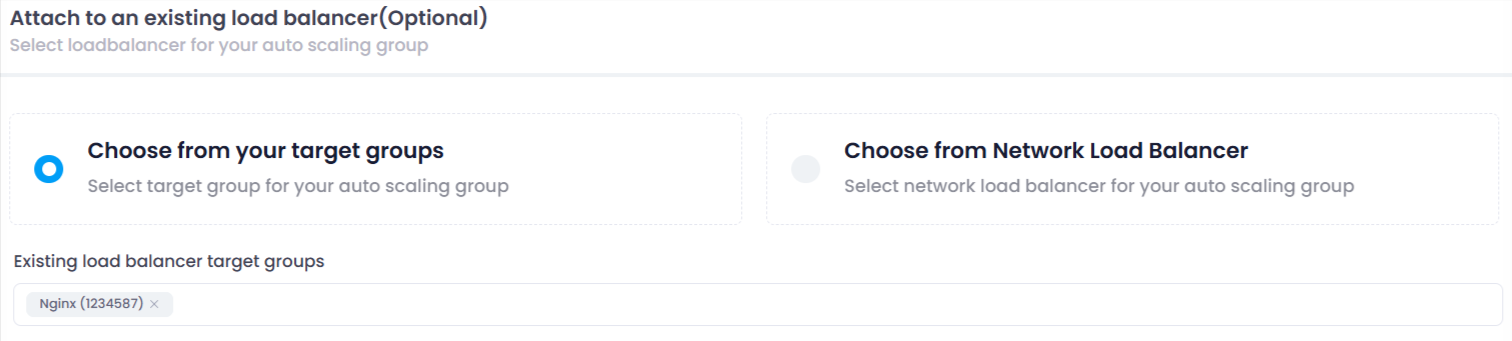 Attach to an existing load balancer(Optional)
Select loadbalancer for your auto scaling group
Choose from your target groups
Select target group for your auto scaling group
Choose from Network Load Balancer
Select network load balancer for your auto scaling group
Existing load balancer target groups
Nginx (1234587) ×